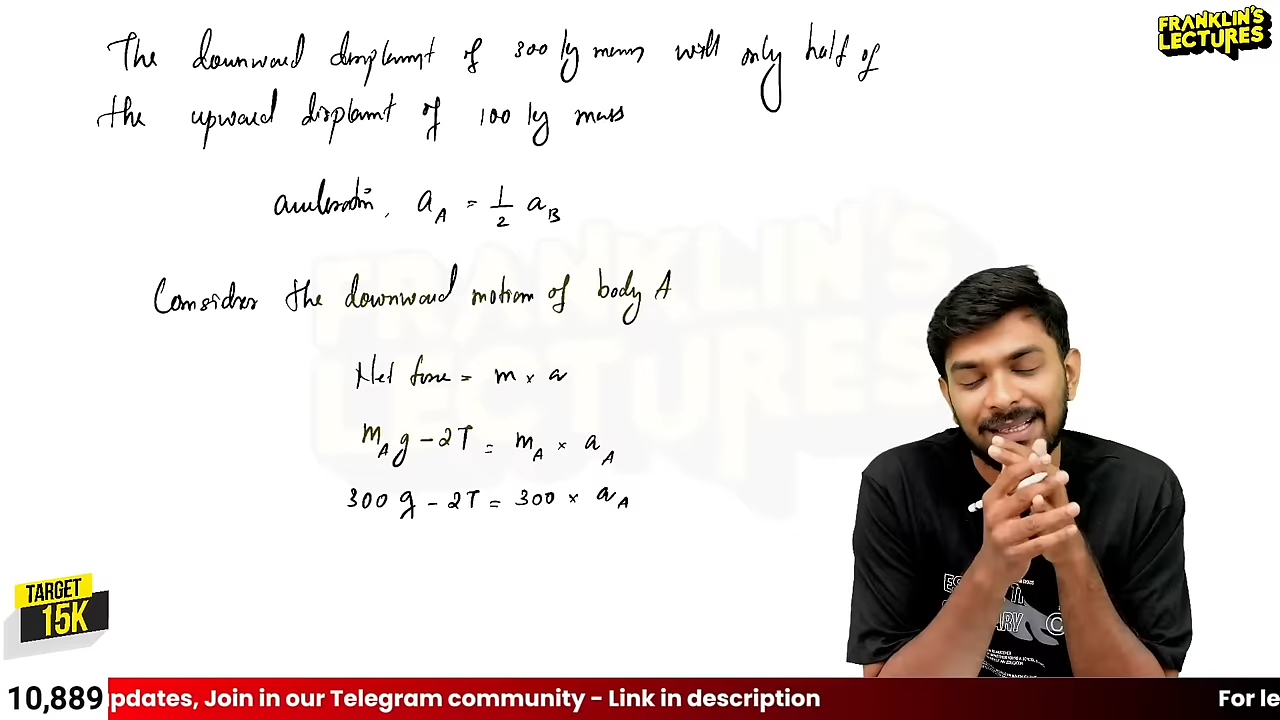 FRANKLIN'S
LECTURES
The downward displacmt of 300 kg mass will only half of
the upward displamt of 100 kg mass
acceleration, a_A = 1/2 a_B
Consider the downward motion of body A
Net force = m × a
m_A g - 2T = m_A × a_A
300 g - 2T = 300 × a_A
TARGET
15K
10,889 pdates, Join in our Telegram community - Link in description For le